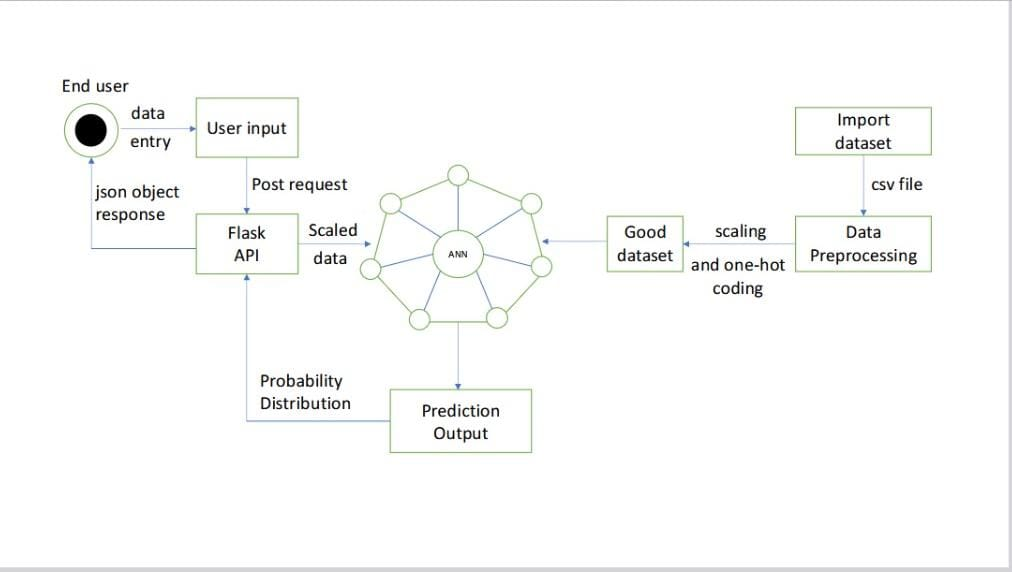 End user
data
entry
User input
json object
response
Post request
Flask
API
Scaled
data
ANN
Probability
Distribution
Prediction
Output
Good
dataset
scaling
and one-hot
coding
Import
dataset
csv file
Data
Preprocessing